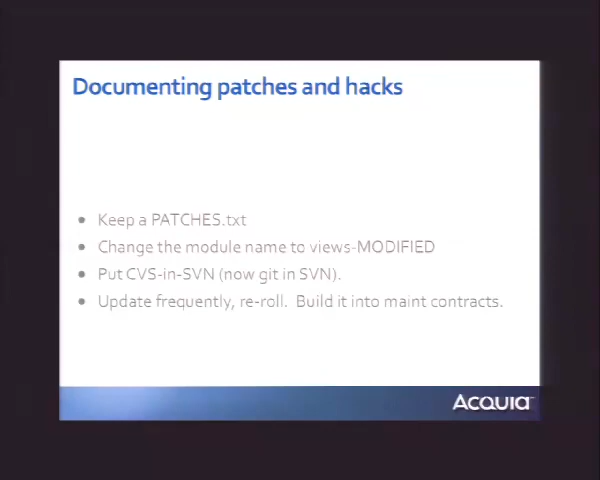 Documenting patches and hacks
Keep a PATCHES.txt
Change the module name to views-MODIFIED
Put CVS-in-SVN (now git in SVN).
Update frequently, re-roll. Build it into maint contracts.
Acquia